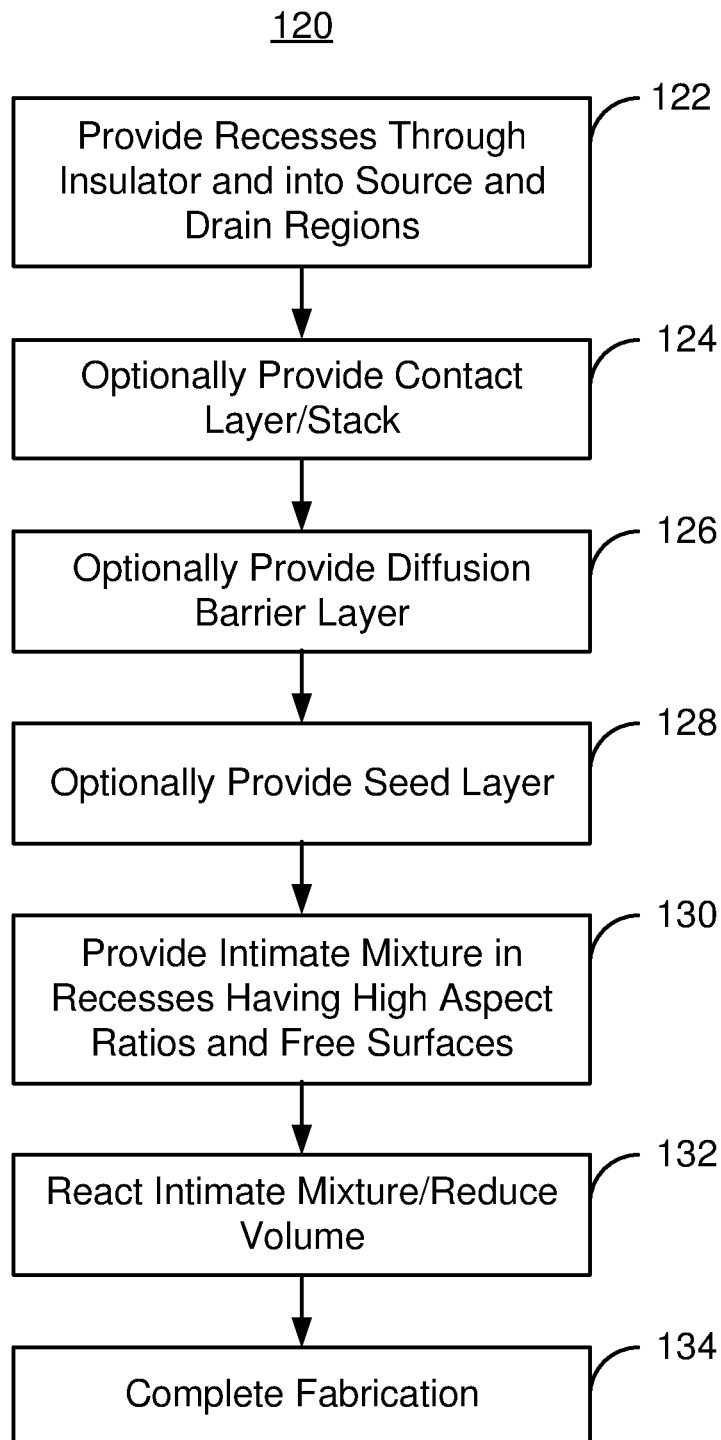 120
122
Provide Recesses Through
Insulator and into Source and
Drain Regions
124
Optionally Provide Contact
Layer/Stack
126
Optionally Provide Diffusion
Barrier Layer
128
Optionally Provide Seed Layer
130
Provide Intimate Mixture in
Recesses Having High Aspect
Ratios and Free Surfaces
132
React Intimate Mixture/Reduce
Volume
134
Complete Fabrication